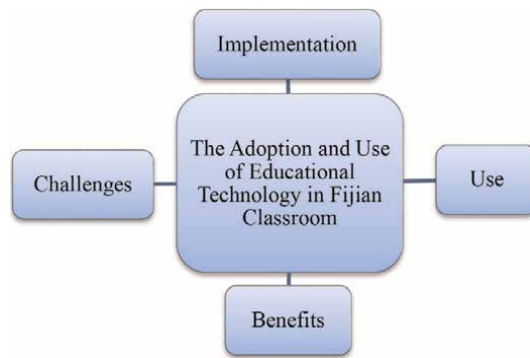 Implementation
The Adoption and Use
of Educational
Technology in Fijian
Classroom
Challenges
Use
Benefits